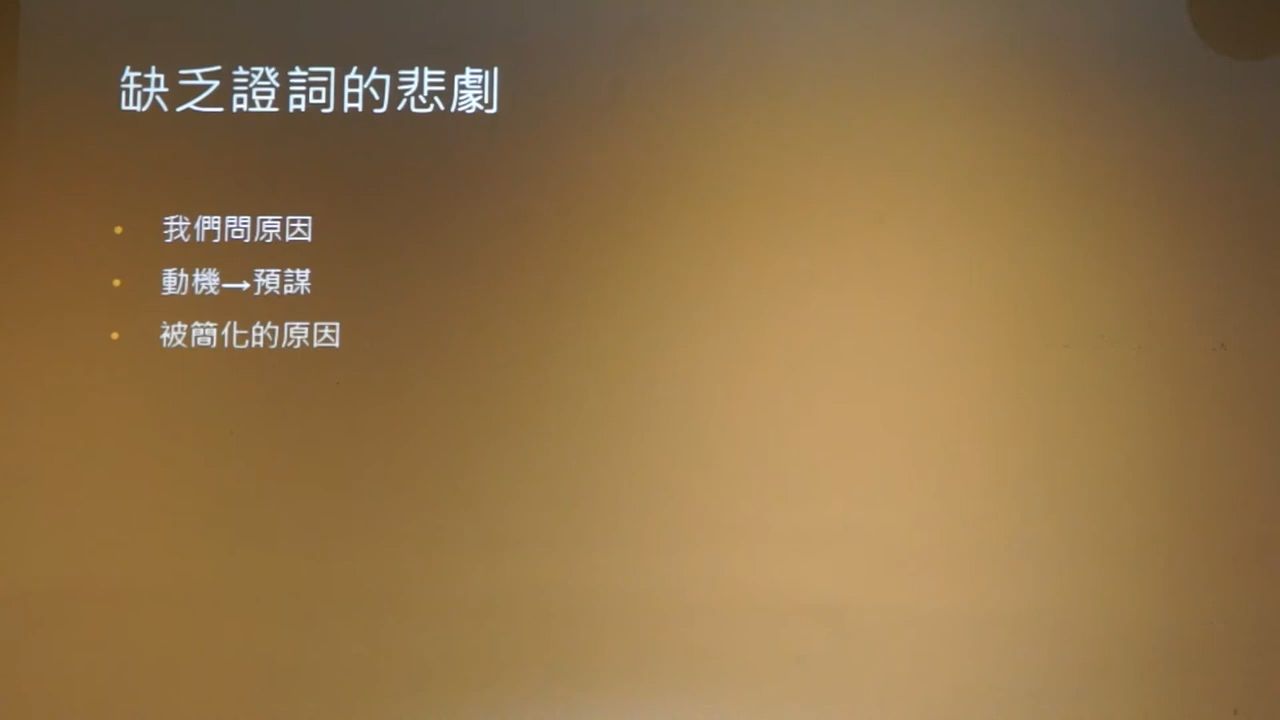 缺乏證詞的悲劇
• 我們問原因
• 動機→預謀
• 被簡化的原因